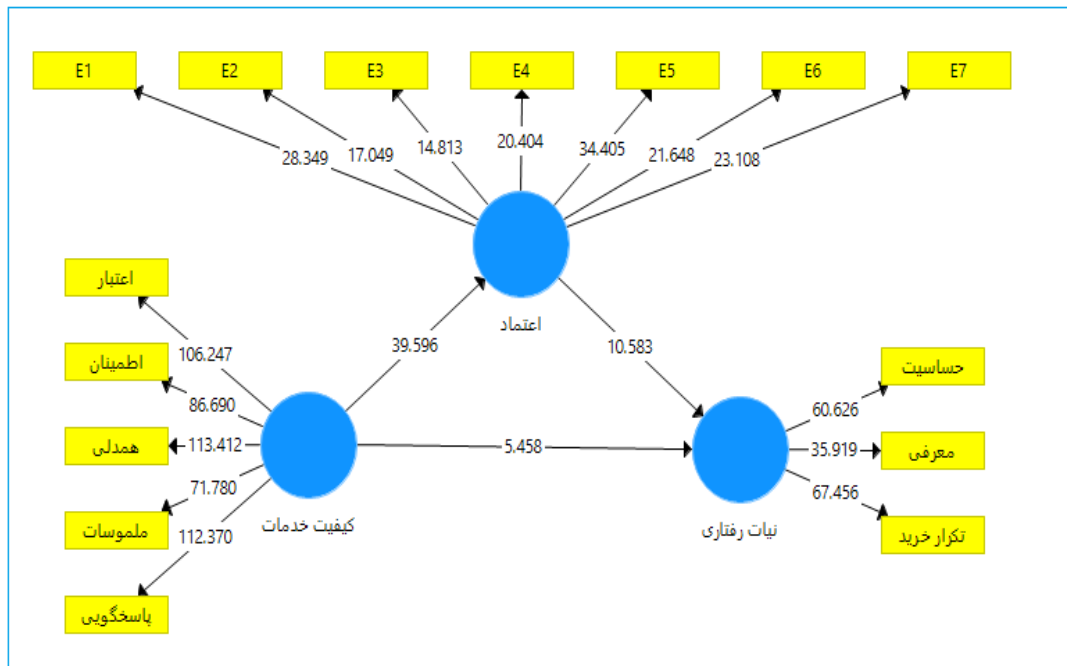 E1
E2
E3
E4
E5
E6
E7
28.349
17.049
14.813
20.404
34.405
21.648
23.108
اعتماد
اعتبار
اطمینان
همدلی
ملموسات
پاسخگویی
106.247
86.690
113.412
71.780
112.370
کیفیت خدمات
39.596
10.583
5.458
نیات رفتاری
60.626
35.919
67.456
حساسیت
معرفی
تکرار خرید